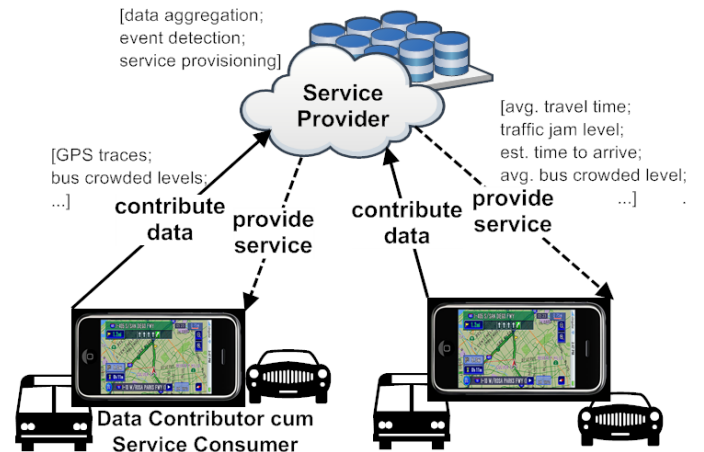 [data aggregation;
event detection;
service provisioning]
Service
Provider
[avg. travel time;
traffic jam level;
est. time to arrive;
avg. bus crowded level;
...] .
[GPS traces;
bus crowded levels;
...]
contribute
data
provide
service
contribute
data
provide
service
Data Contributor cum
Service Consumer